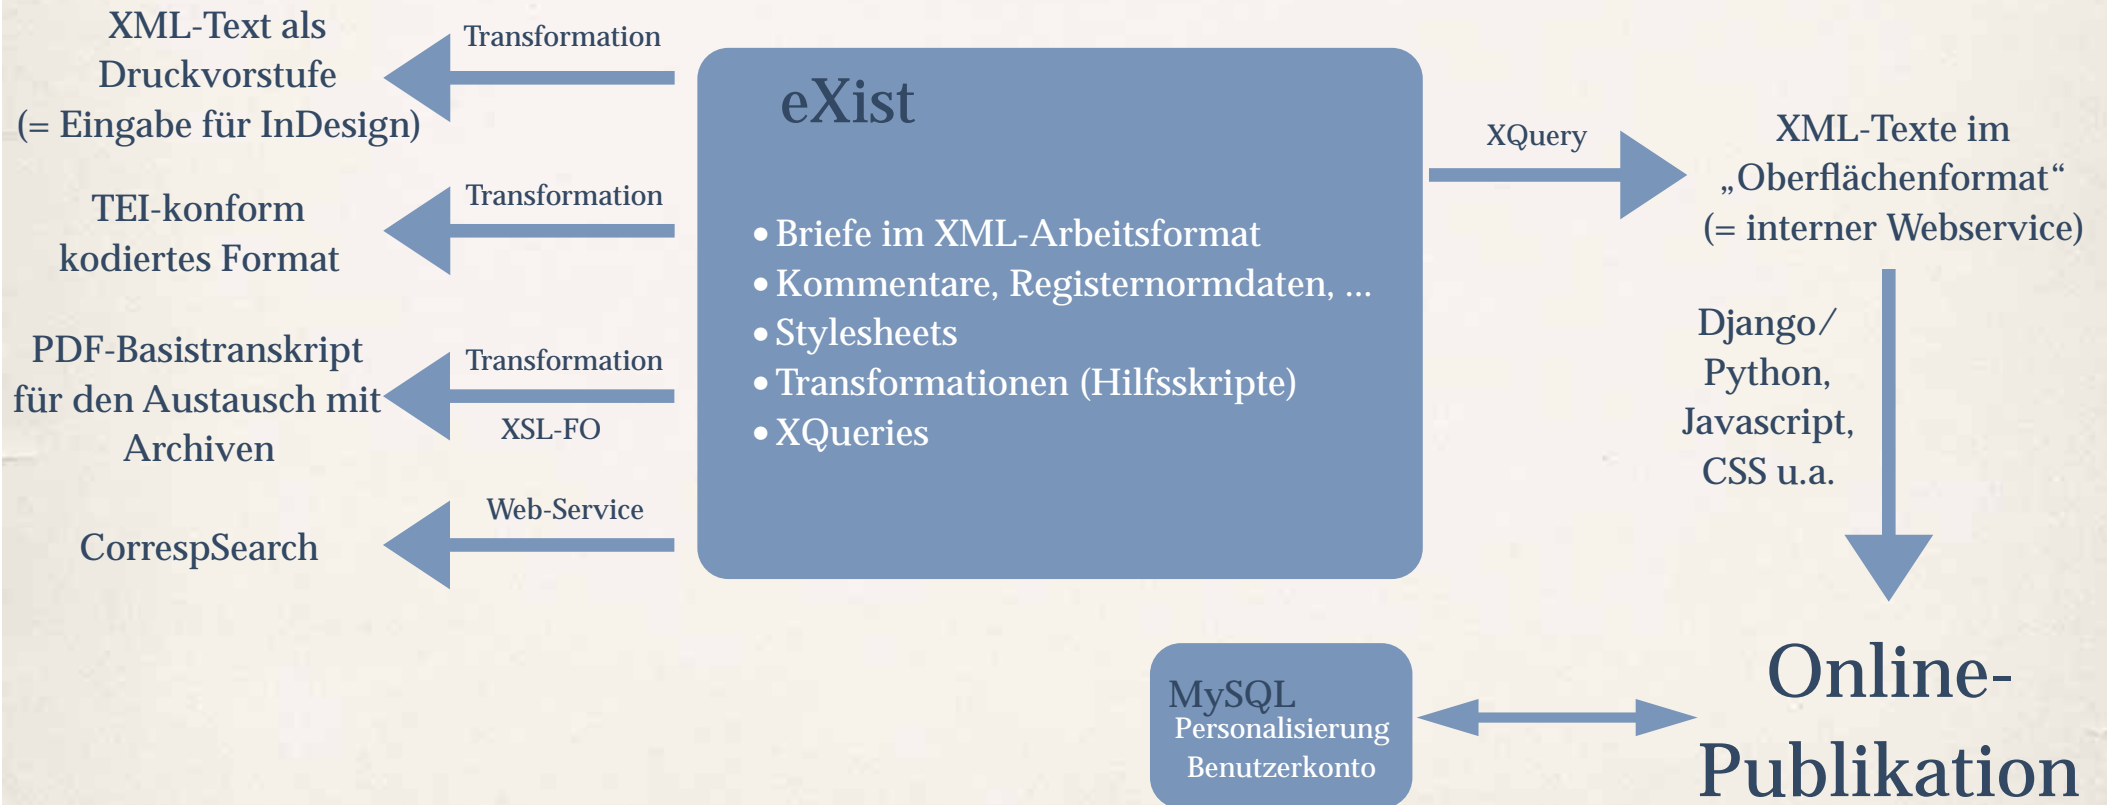 XML-Text als
Druckvorstufe
(= Eingabe für InDesign)
Transformation
TEI-konform
kodiertes Format
Transformation
PDF-Basistranskript
für den Austausch mit
Archiven
Transformation
XSL-FO
CorrespSearch
Web-Service
eXist
• Briefe im XML-Arbeitsformat
• Kommentare, Registernormdaten, ...
• Stylesheets
• Transformationen (Hilfsskripte)
• XQueries
XQuery
XML-Texte im
„Oberflächenformat“
(= interner Webservice)
Django/
Python,
Javascript,
CSS u.a.
MySQL
Personalisierung
Benutzerkonto
Online-
Publikation